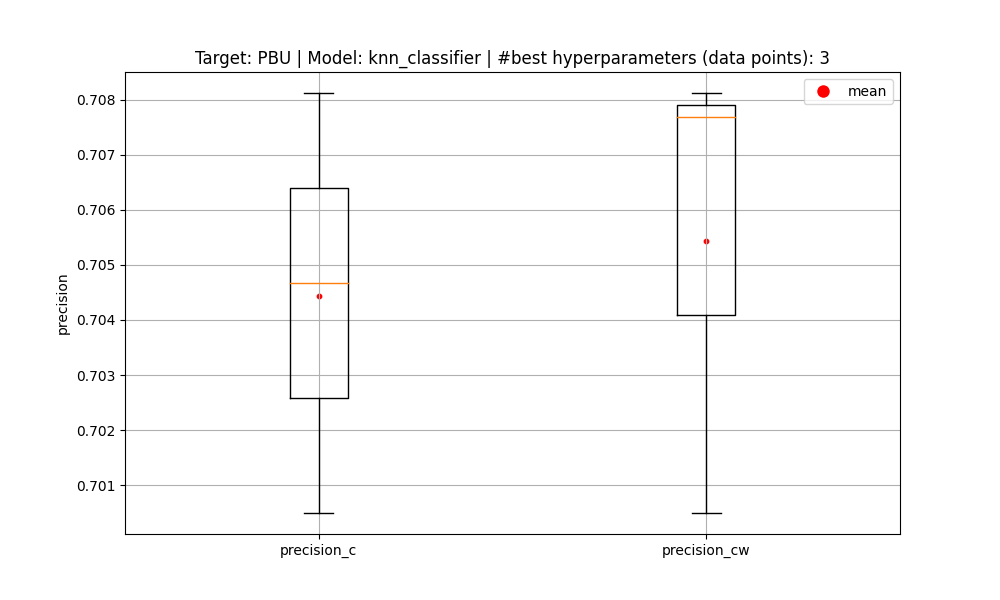 Target: PBU | Model: knn_classifier | #best hyperparameters (data points): 3
mean
0.708
0.707
0.706
0.705
0.704
0.703
0.702
0.701
precision
precision_c
precision_cw